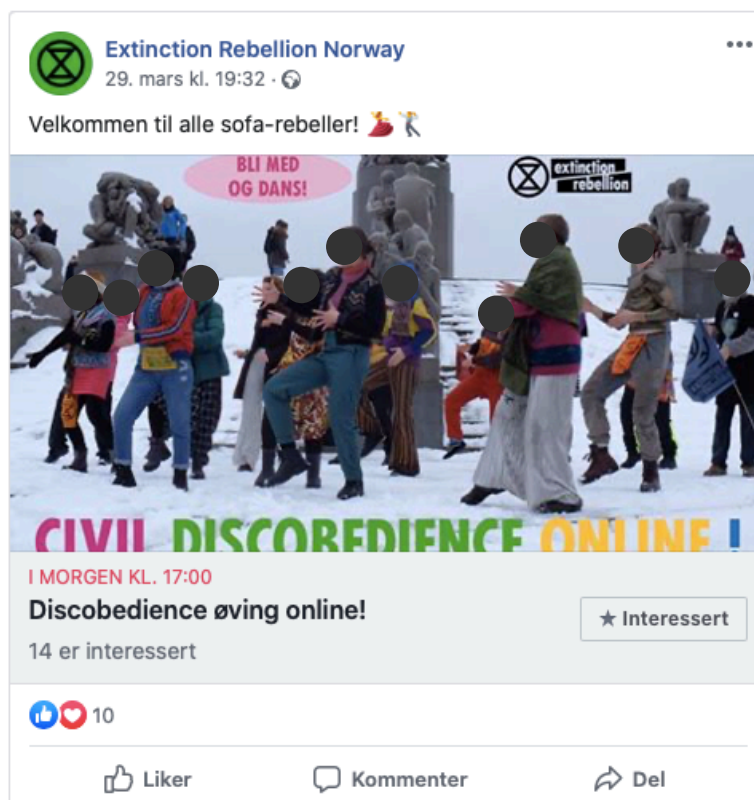 Extinction Rebellion Norway
29. mars kl. 19:32 ·
Velkommen til alle sofa-rebeller!
BLI MED
OG DANS!
extinction
rebellion
CIVIL DISCOBEDIENCE ONLINE!
I MORGEN KL. 17:00
Discobedience øving online!
14 er interessert
★ Interessert
10
Liker
Kommenter
Del